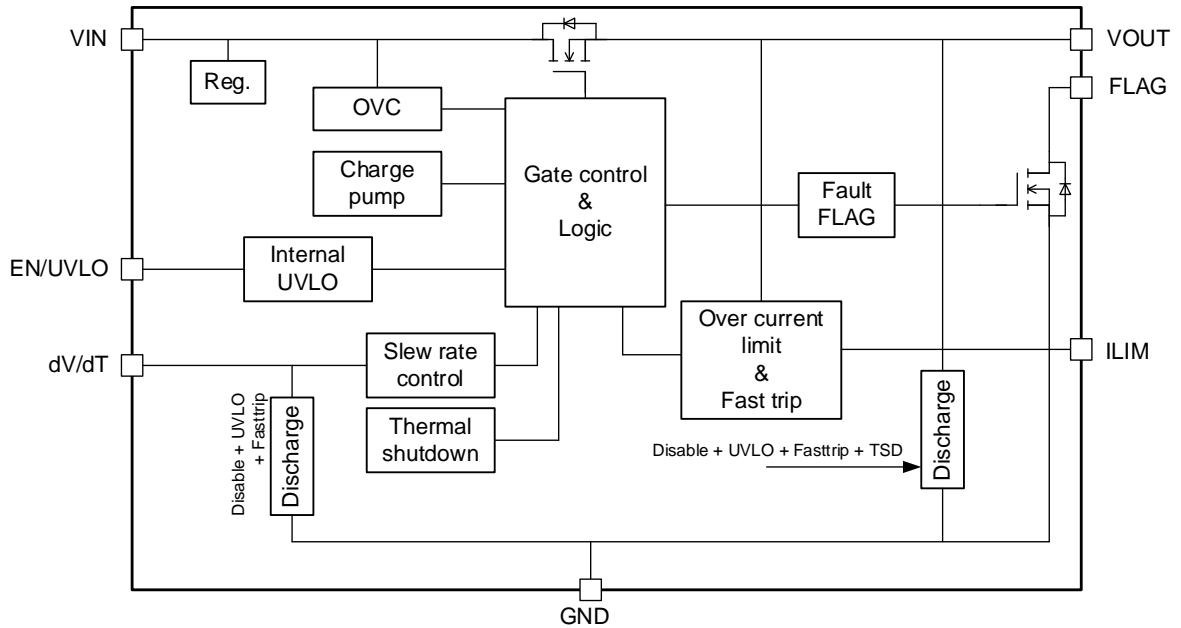 VIN
VOUT
FLAG
Reg.
OVC
Charge
pump
Gate control
&
Logic
Fault
FLAG
EN/UVLO
Internal
UVLO
dV/dT
Slew rate
control
Over current
limit
&
Fast trip
ILIM
Thermal
shutdown
Disable + UVLO
+ Fasttrip
Discharge
Disable + UVLO + Fasttrip + TSD
Discharge
GND